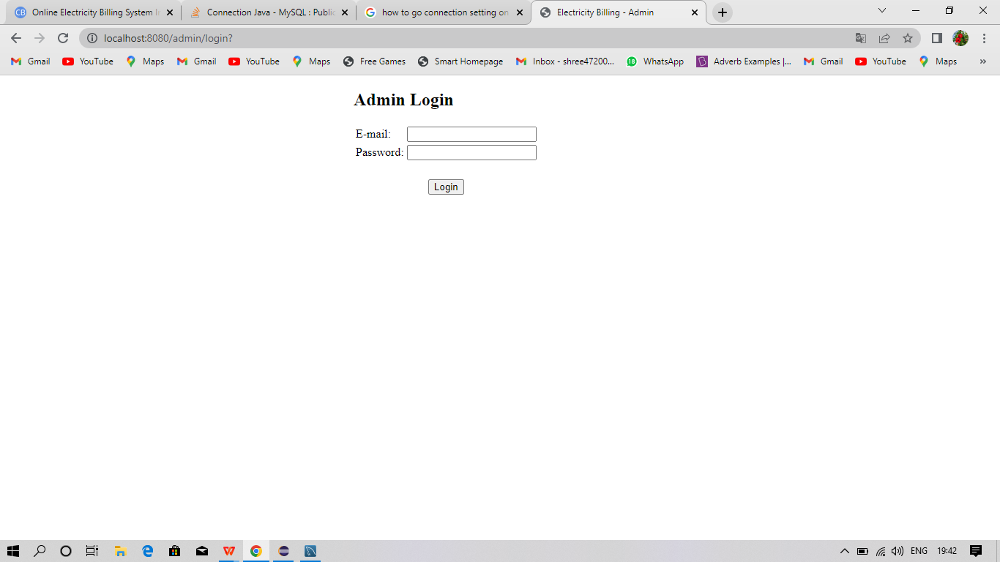 Online Electricity Billing System I
Connection Java - MySQL : Public
how to go connection setting on
Electricity Billing - Admin
localhost:8080/admin/login?
Gmail YouTube Maps Gmail YouTube Maps Free Games Smart Homepage Inbox - shree47200... 18 WhatsApp Adverb Examples |... Gmail YouTube Maps »
Admin Login
E-mail:
Password:
Login
ENG 19:42